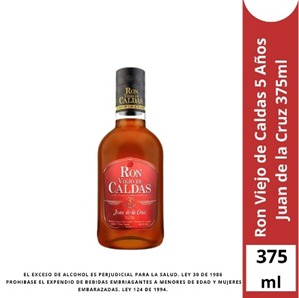 RON
VIEJO DE
CALDAS
Juan de la Cruz
EL EXCESO DE ALCOHOL ES PERJUDICIAL PARA LA SALUD. LEY 30 DE 1986
PROHIBASE EL EXPENDIO DE BEBIDAS EMBRIAGANTES A MENORES DE EDAD Y MUJERES
EMBARAZADAS. LEY 124 DE 1994.
Ron Viejo de Caldas 5 Años
Juan de la Cruz 375ml
375
ml